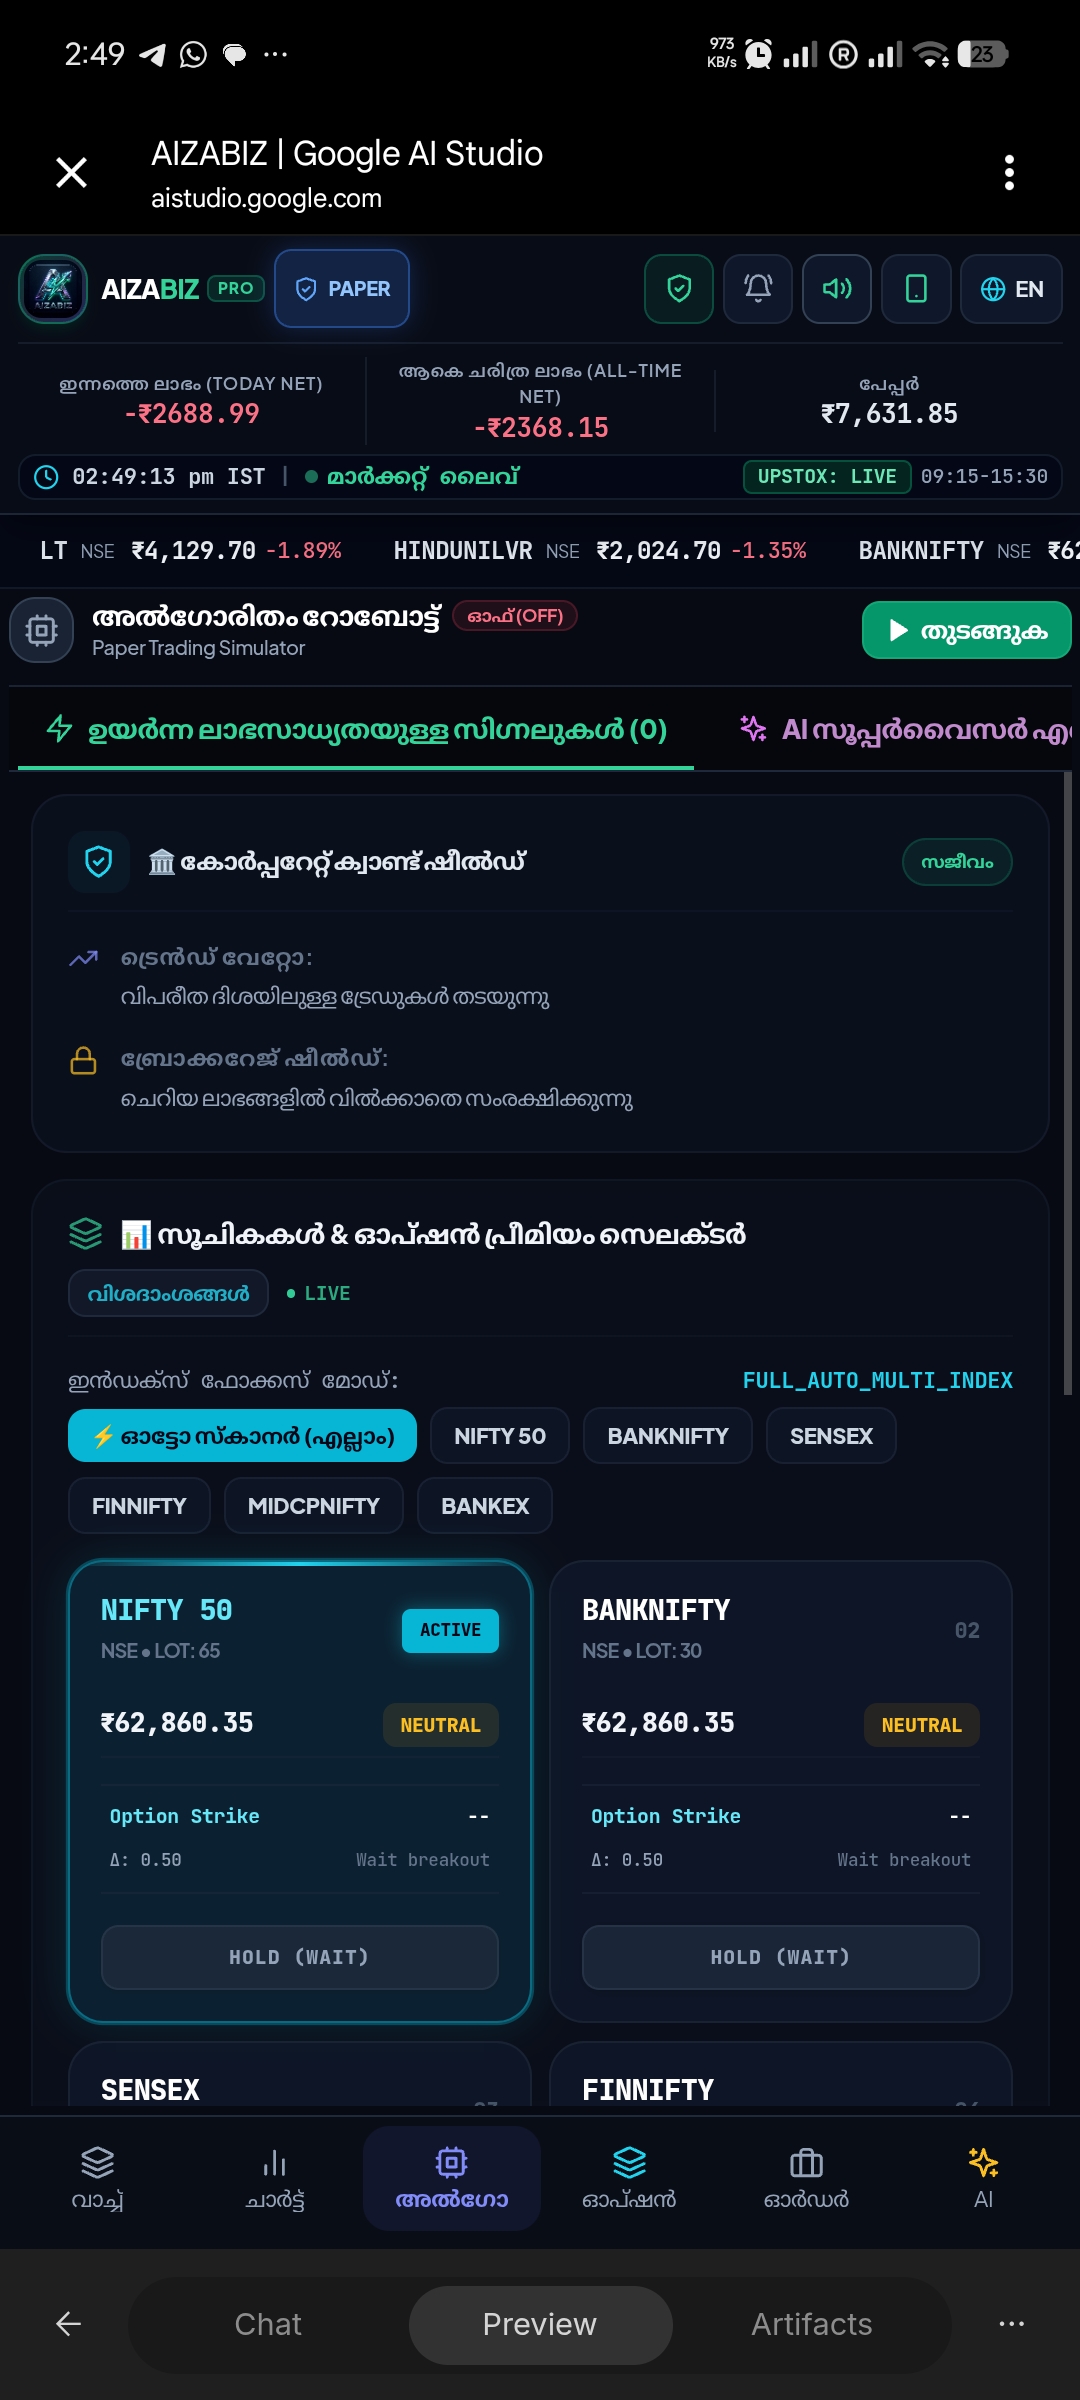 2:49
973
KB/s
23
AIZABIZ | Google AI Studio
aistudio.google.com
AIZABIZ PRO PAPER EN
ഇന്നത്തെ ലാഭം (TODAY NET)
-₹2688.99
ആകെ ചരിത്ര ലാഭം (ALL-TIME
NET)
-₹2368.15
പേപ്പർ
₹7,631.85
02:49:13 pm IST | മാർക്കറ്റ് ലൈവ് UPSTOX: LIVE 09:15-15:30
LT NSE ₹4,129.70 -1.89% HINDUNILVR NSE ₹2,024.70 -1.35% BANKNIFTY NSE
അൽഗോരിതം റോബോട്ട് ഓഫ് (OFF)
Paper Trading Simulator
തുടങ്ങുക
ഉയർന്ന ലാഭസാധ്യതയുള്ള സിഗ്നലുകൾ (0) AI സൂപ്പർവൈസർ
🏛️ കോർപ്പറേറ്റ് ക്വാണ്ട് ഷീൽഡ് സജീവം
ട്രെൻഡ് വേറ്റോ:
വിപരീത ദിശയിലുള്ള ട്രേഡുകൾ തടയുന്നു
ബ്രോക്കറേജ് ഷീൽഡ്:
ചെറിയ ലാഭങ്ങളിൽ വിൽക്കാതെ സംരക്ഷിക്കുന്നു
📊 സൂചികകൾ & ഓപ്ഷൻ പ്രീമിയം സെലക്ടർ
വിശദാംശങ്ങൾ • LIVE
ഇൻഡക്സ് ഫോക്കസ് മോഡ്: FULL_AUTO_MULTI_INDEX
⚡ ഓട്ടോ സ്കാനർ (എല്ലാം) NIFTY 50 BANKNIFTY SENSEX
FINNIFTY MIDCPNIFTY BANKEX
NIFTY 50
NSE • LOT: 65
ACTIVE
₹62,860.35 NEUTRAL
Option Strike --
Δ: 0.50 Wait breakout
HOLD (WAIT)
BANKNIFTY
NSE • LOT: 30
02
₹62,860.35 NEUTRAL
Option Strike --
Δ: 0.50 Wait breakout
HOLD (WAIT)
SENSEX
FINNIFTY
വാച്ച് ചാർട്ട് അൽഗോ ഓപ്ഷൻ ഓർഡർ AI
Chat Preview Artifacts